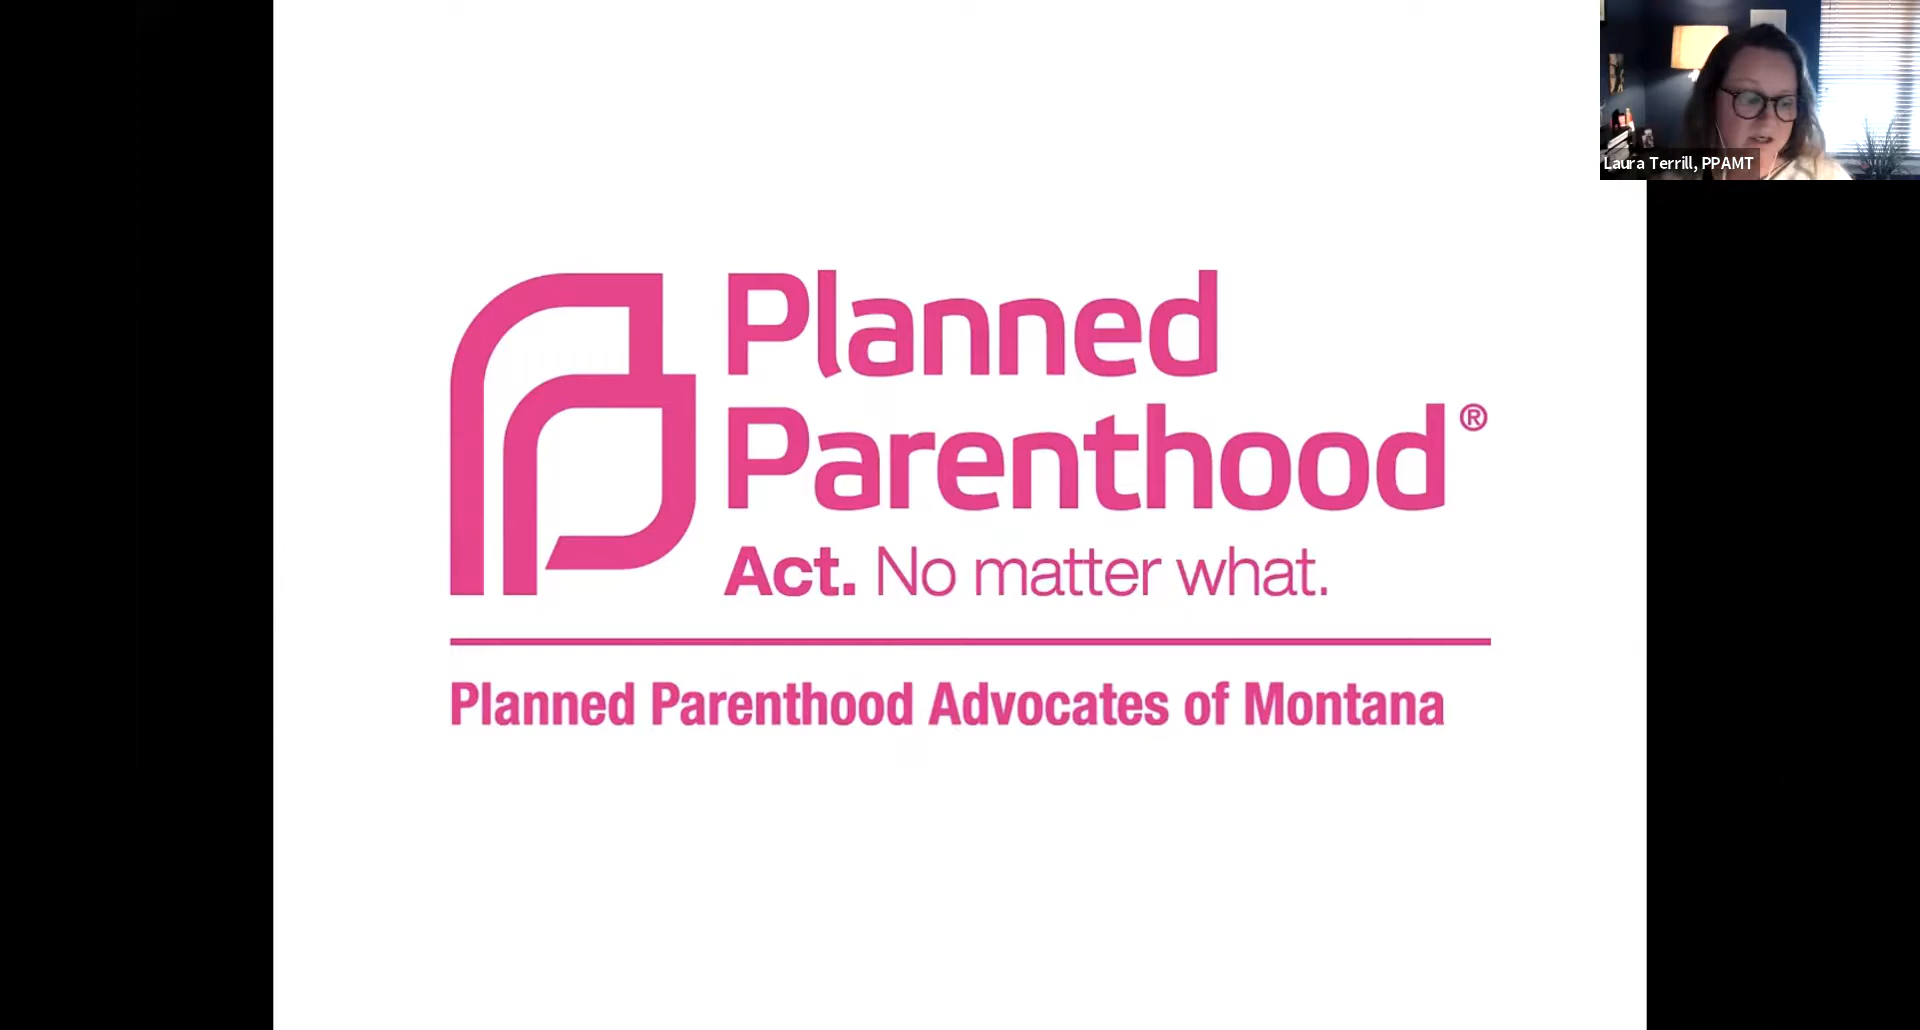 Laura Terrill, PPAMT
Planned
Parenthood®
Act. No matter what.
Planned Parenthood Advocates of Montana